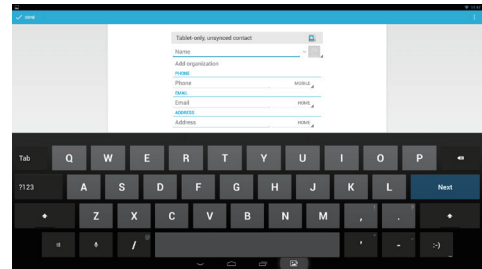 DONE
Tablet-only, unsynced contact
Name
Add organization
PHONE
Phone MOBILE
EMAIL
Email HOME
ADDRESS
Address HOME
Tab Q W E R T Y U I O P
?123 A S D F G H J K L Next
Z X C V B N M , .
/ ' - :-)